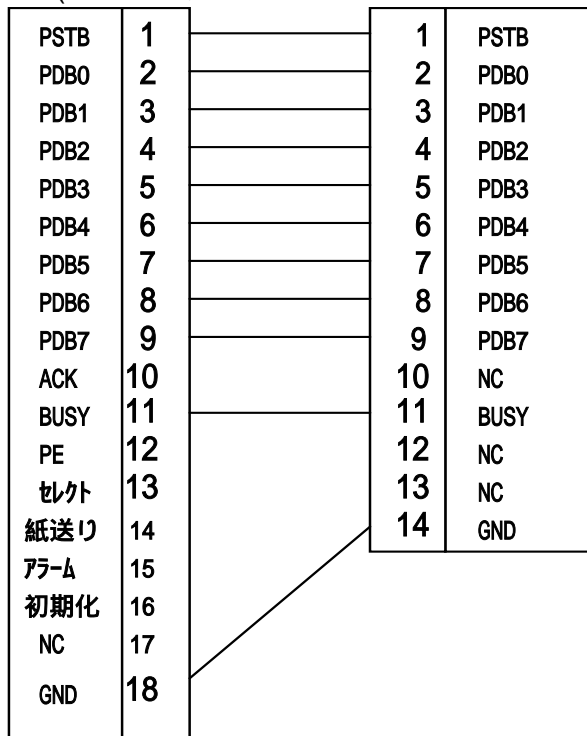 PSTB 1 1 PSTB
PDB0 2 2 PDB0
PDB1 3 3 PDB1
PDB2 4 4 PDB2
PDB3 5 5 PDB3
PDB4 6 6 PDB4
PDB5 7 7 PDB5
PDB6 8 8 PDB6
PDB7 9 9 PDB7
ACK 10 10 NC
BUSY 11 11 BUSY
PE 12 12 NC
ｾﾚｸﾄ 13 13 NC
紙送り 14 14 GND
ｱﾗｰﾑ 15
初期化 16
NC 17
GND 18